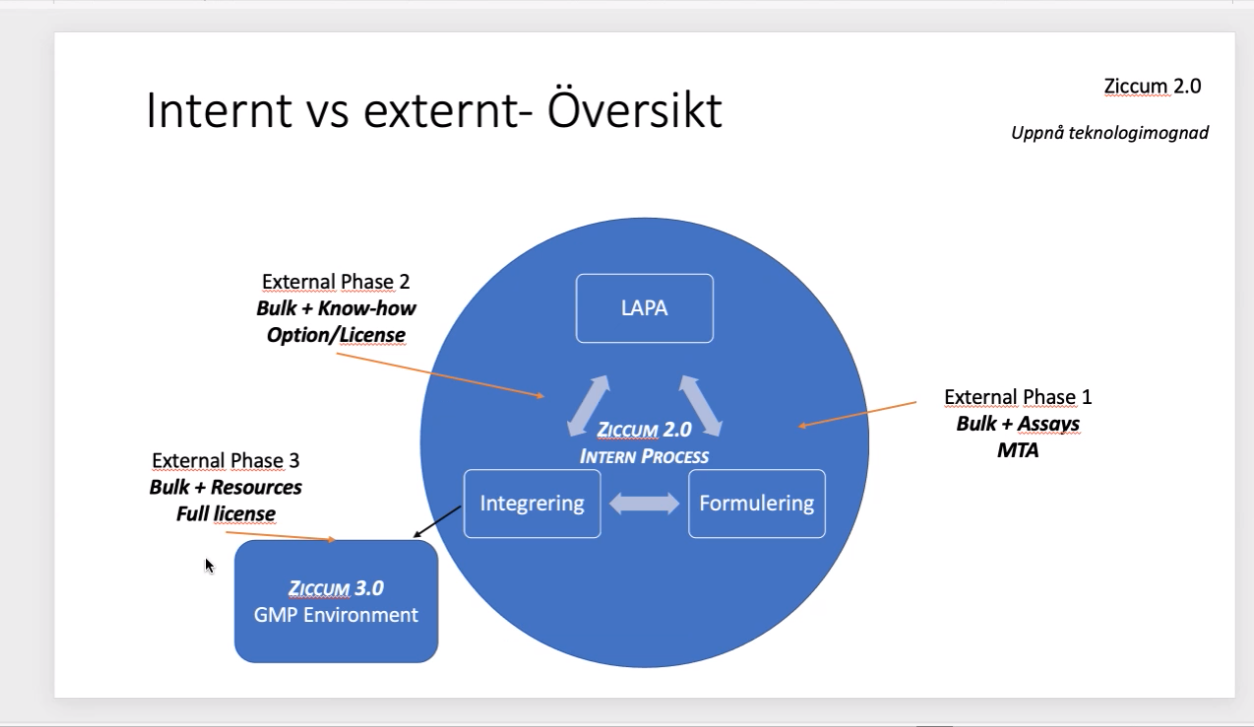 Internt vs externt- Översikt
Ziccum 2.0
Uppnå teknologimognad
External Phase 2
Bulk + Know-how
Option/License
LAPA
External Phase 1
Bulk + Assays
MTA
Ziccum 2.0
Intern Process
External Phase 3
Bulk + Resources
Full license
Integrering
Formulering
Ziccum 3.0
GMP Environment